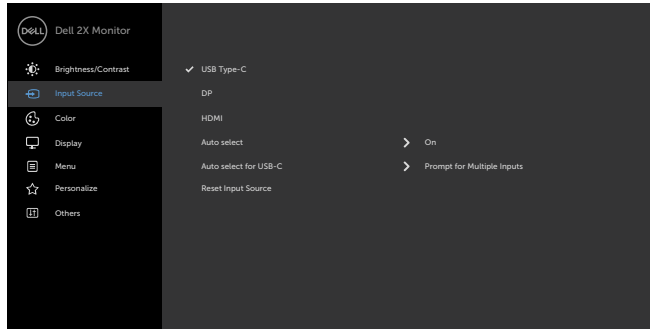 DELL Dell 2X Monitor
Brightness/Contrast USB Type-C
Input Source DP
Color HDMI
Display Auto select On
Menu Auto select for USB-C Prompt for Multiple Inputs
Personalize Reset Input Source
Others